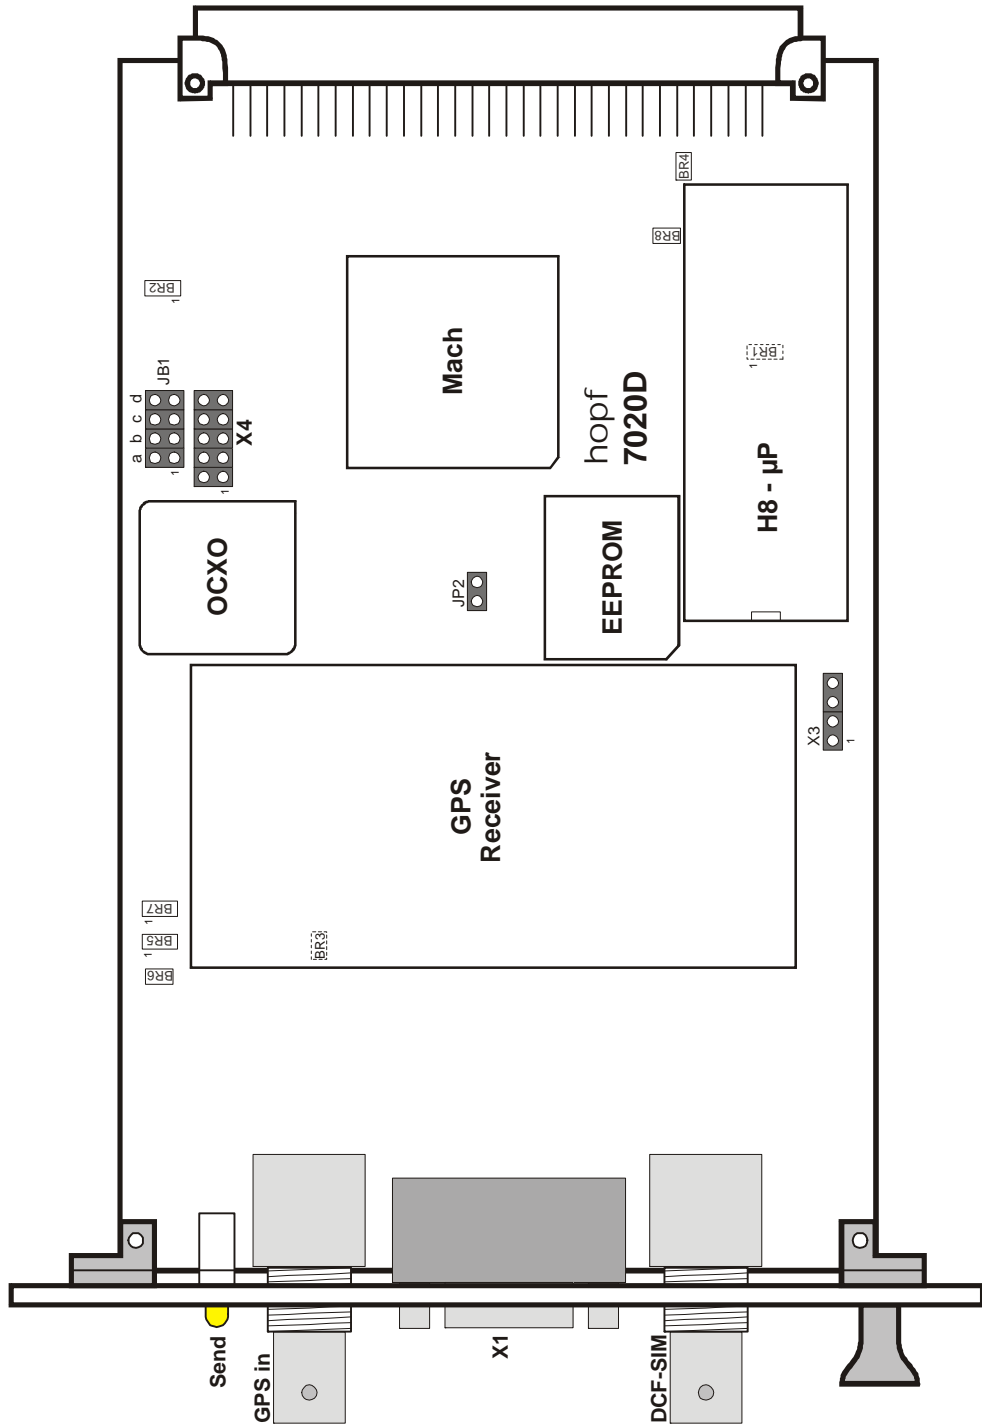 BR4
BR8
BR2
1
BR1
1
JB1
a b c d
1
X4
1
Mach
hopf
7020D
H8 - µP
OCXO
JP2
EEPROM
X3
1
GPS
Receiver
BR7
1
BR5
1
BR6
BR3
Send
GPS in
X1
DCF-SIM